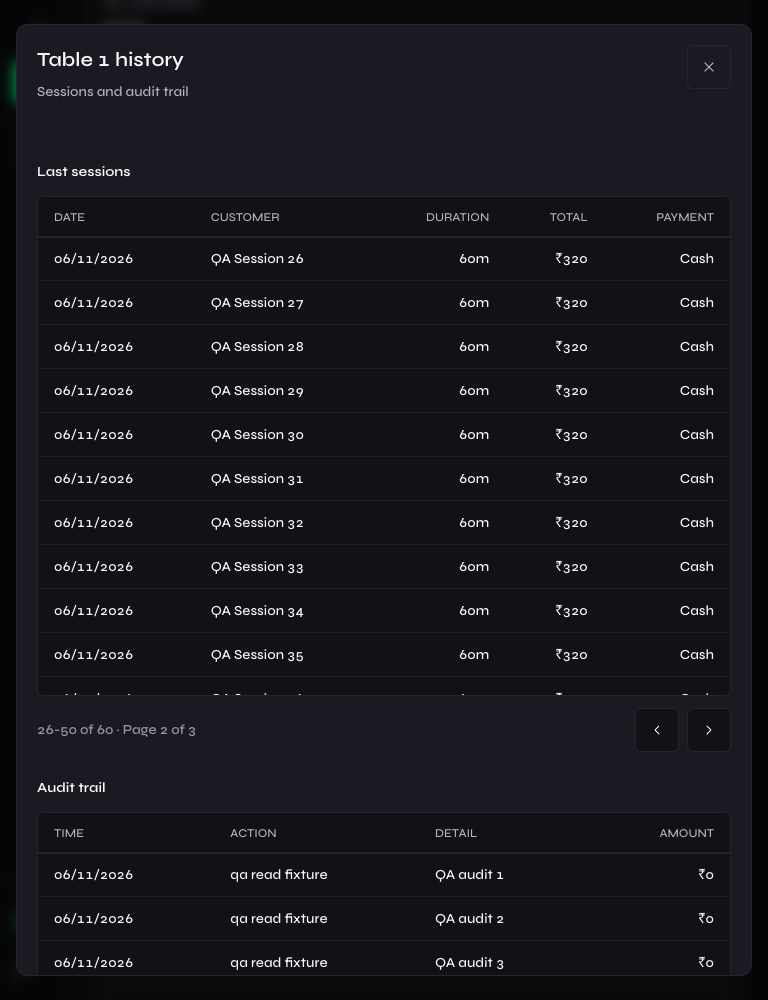 Table 1 history
Sessions and audit trail
Last sessions
DATE CUSTOMER DURATION TOTAL PAYMENT
06/11/2026 QA Session 26 60m ₹320 Cash
06/11/2026 QA Session 27 60m ₹320 Cash
06/11/2026 QA Session 28 60m ₹320 Cash
06/11/2026 QA Session 29 60m ₹320 Cash
06/11/2026 QA Session 30 60m ₹320 Cash
06/11/2026 QA Session 31 60m ₹320 Cash
06/11/2026 QA Session 32 60m ₹320 Cash
06/11/2026 QA Session 33 60m ₹320 Cash
06/11/2026 QA Session 34 60m ₹320 Cash
06/11/2026 QA Session 35 60m ₹320 Cash
26-50 of 60 · Page 2 of 3
Audit trail
TIME ACTION DETAIL AMOUNT
06/11/2026 qa read fixture QA audit 1 ₹0
06/11/2026 qa read fixture QA audit 2 ₹0
06/11/2026 qa read fixture QA audit 3 ₹0